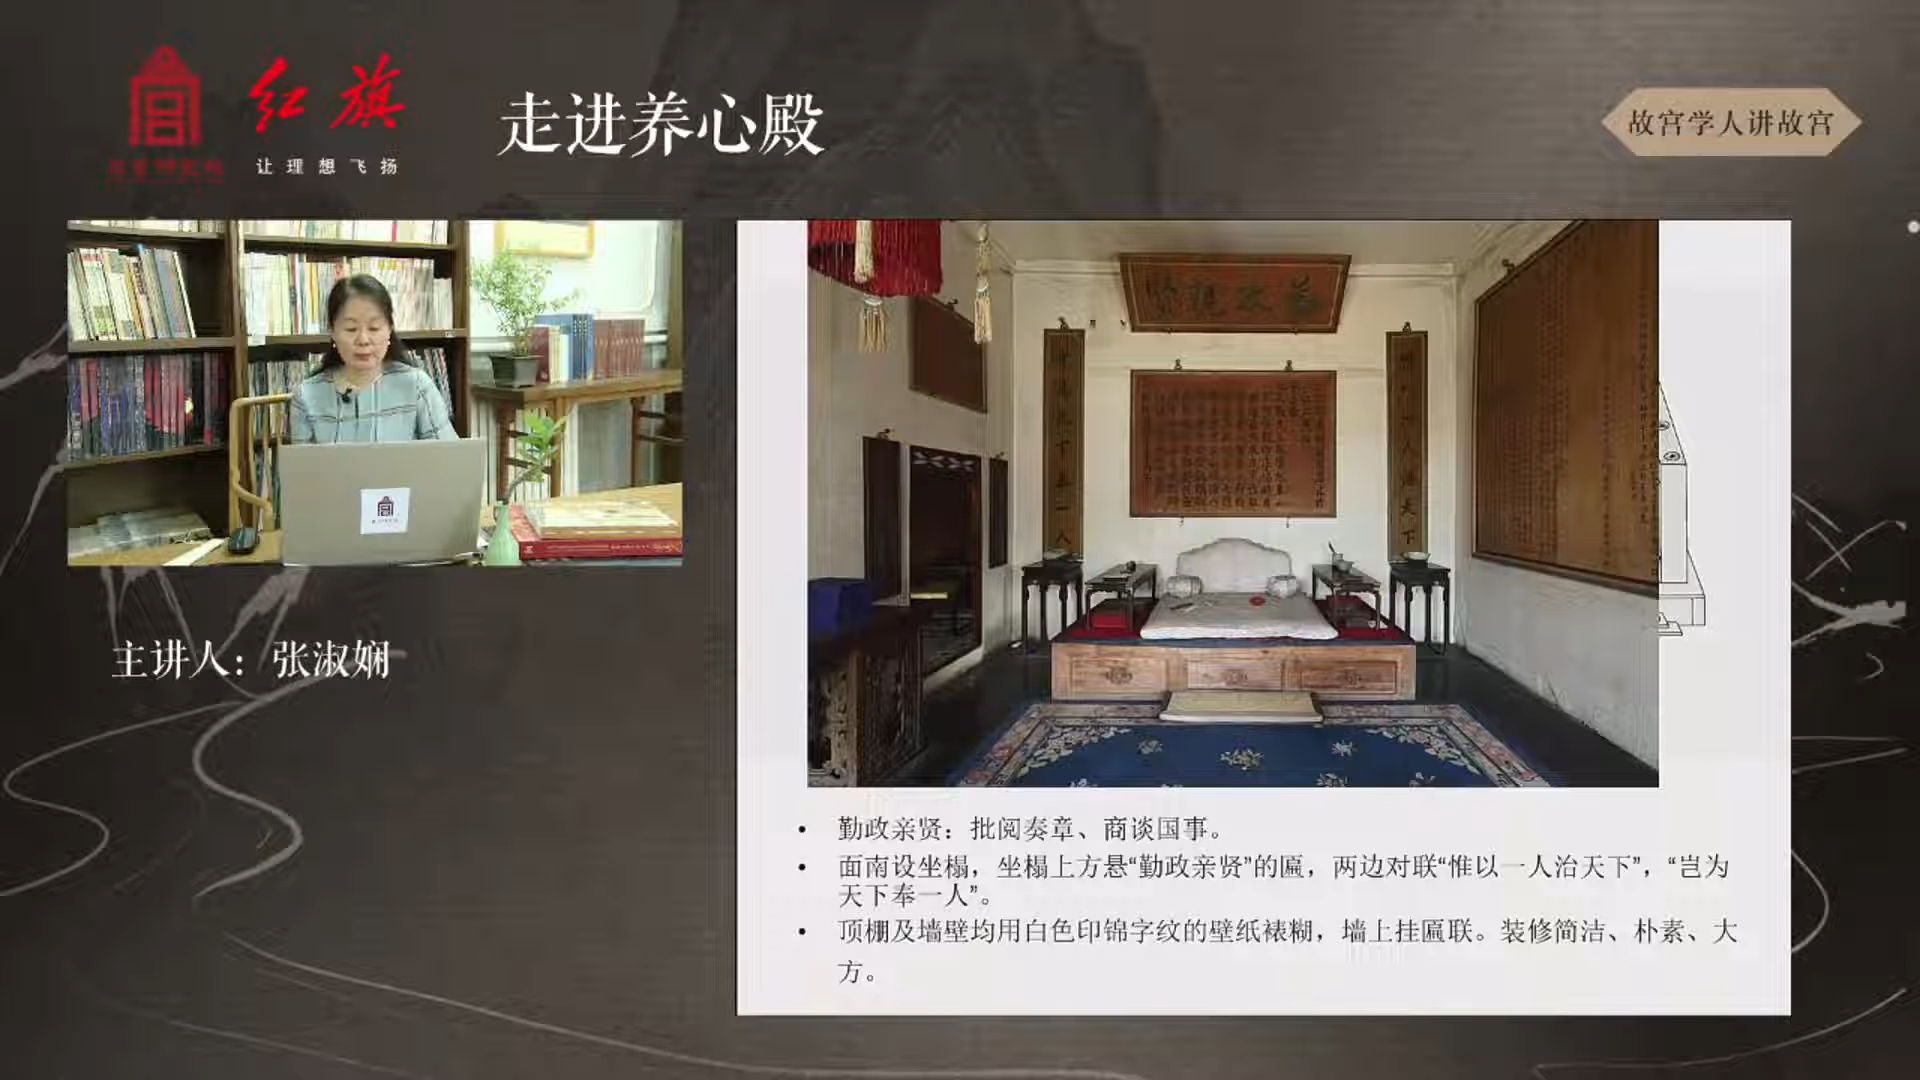 红旗
让理想飞扬
走进养心殿
故宫学人讲故宫
主讲人：张淑娴
勤政親賢
• 勤政亲贤：批阅奏章、商谈国事。
• 面南设坐榻，坐榻上方悬“勤政亲贤”的匾，两边对联“惟以一人治天下”，“岂为
天下奉一人”。
• 顶棚及墙壁均用白色印锦字纹的壁纸裱糊，墙上挂匾联。装修简洁、朴素、大
方。